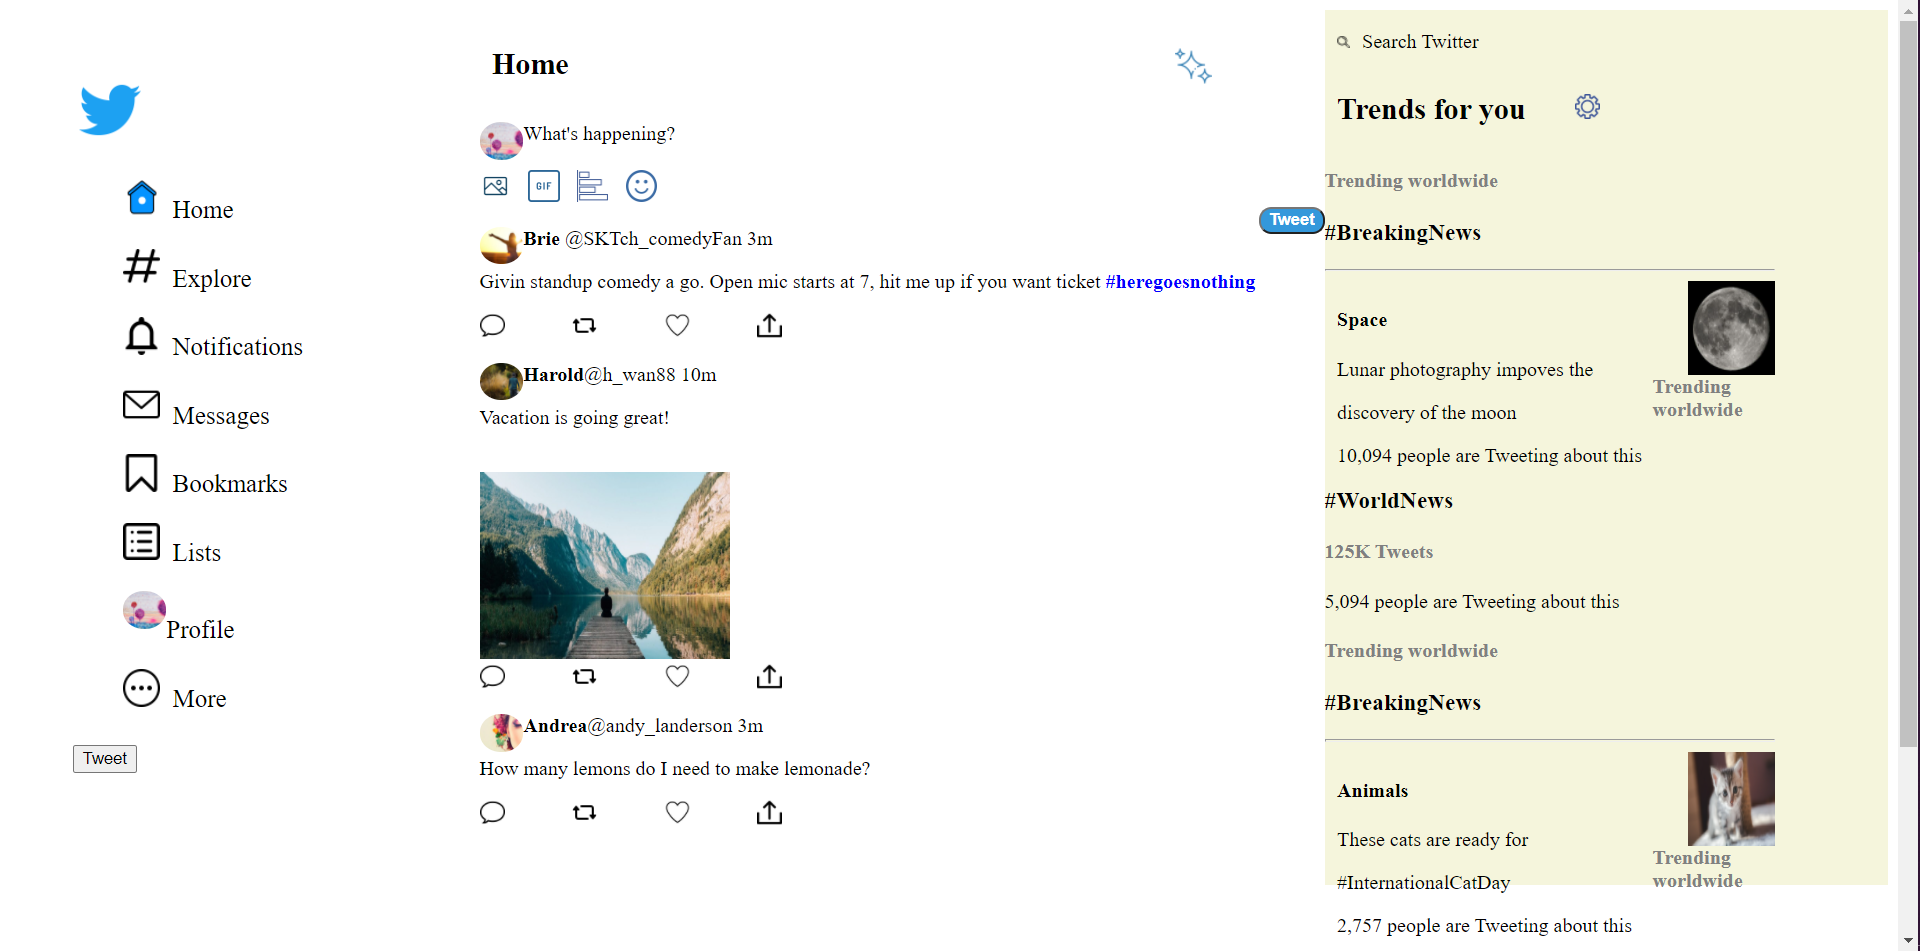 Home
Explore
Notifications
Messages
Bookmarks
Lists
Profile
More
Tweet
Home
What's happening?
GIF
Tweet
Brie @SKTch_comedyFan 3m
Givin standup comedy a go. Open mic starts at 7, hit me up if you want ticket #heregoesnothing
Harold@h_wan88 10m
Vacation is going great!
Andrea@andy_landerson 3m
How many lemons do I need to make lemonade?
Search Twitter
Trends for you
Trending worldwide
#BreakingNews
Space
Lunar photography impoves the
discovery of the moon
10,094 people are Tweeting about this
Trending
worldwide
#WorldNews
125K Tweets
5,094 people are Tweeting about this
Trending worldwide
#BreakingNews
Animals
These cats are ready for
#InternationalCatDay
2,757 people are Tweeting about this
Trending
worldwide